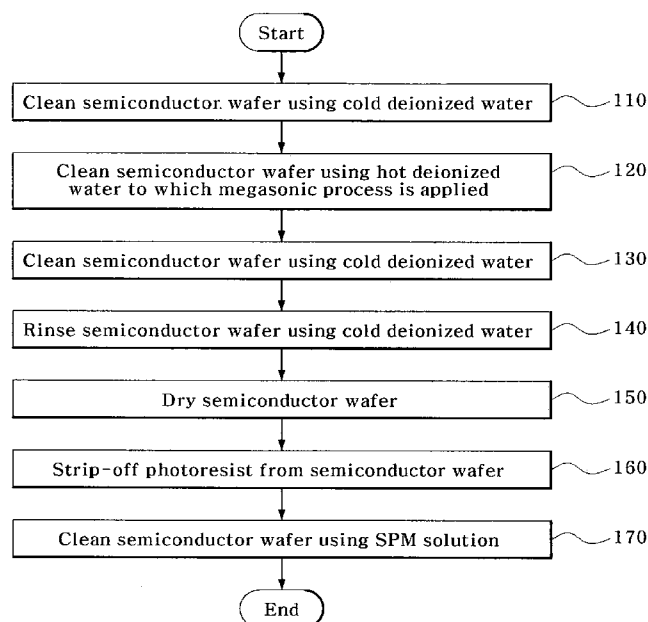 Start
Clean semiconductor wafer using cold deionized water
110
Clean semiconductor wafer using hot deionized
water to which megasonic process is applied
120
Clean semiconductor wafer using cold deionized water
130
Rinse semiconductor wafer using cold deionized water
140
Dry semiconductor wafer
150
Strip-off photoresist from semiconductor wafer
160
Clean semiconductor wafer using SPM solution
170
End